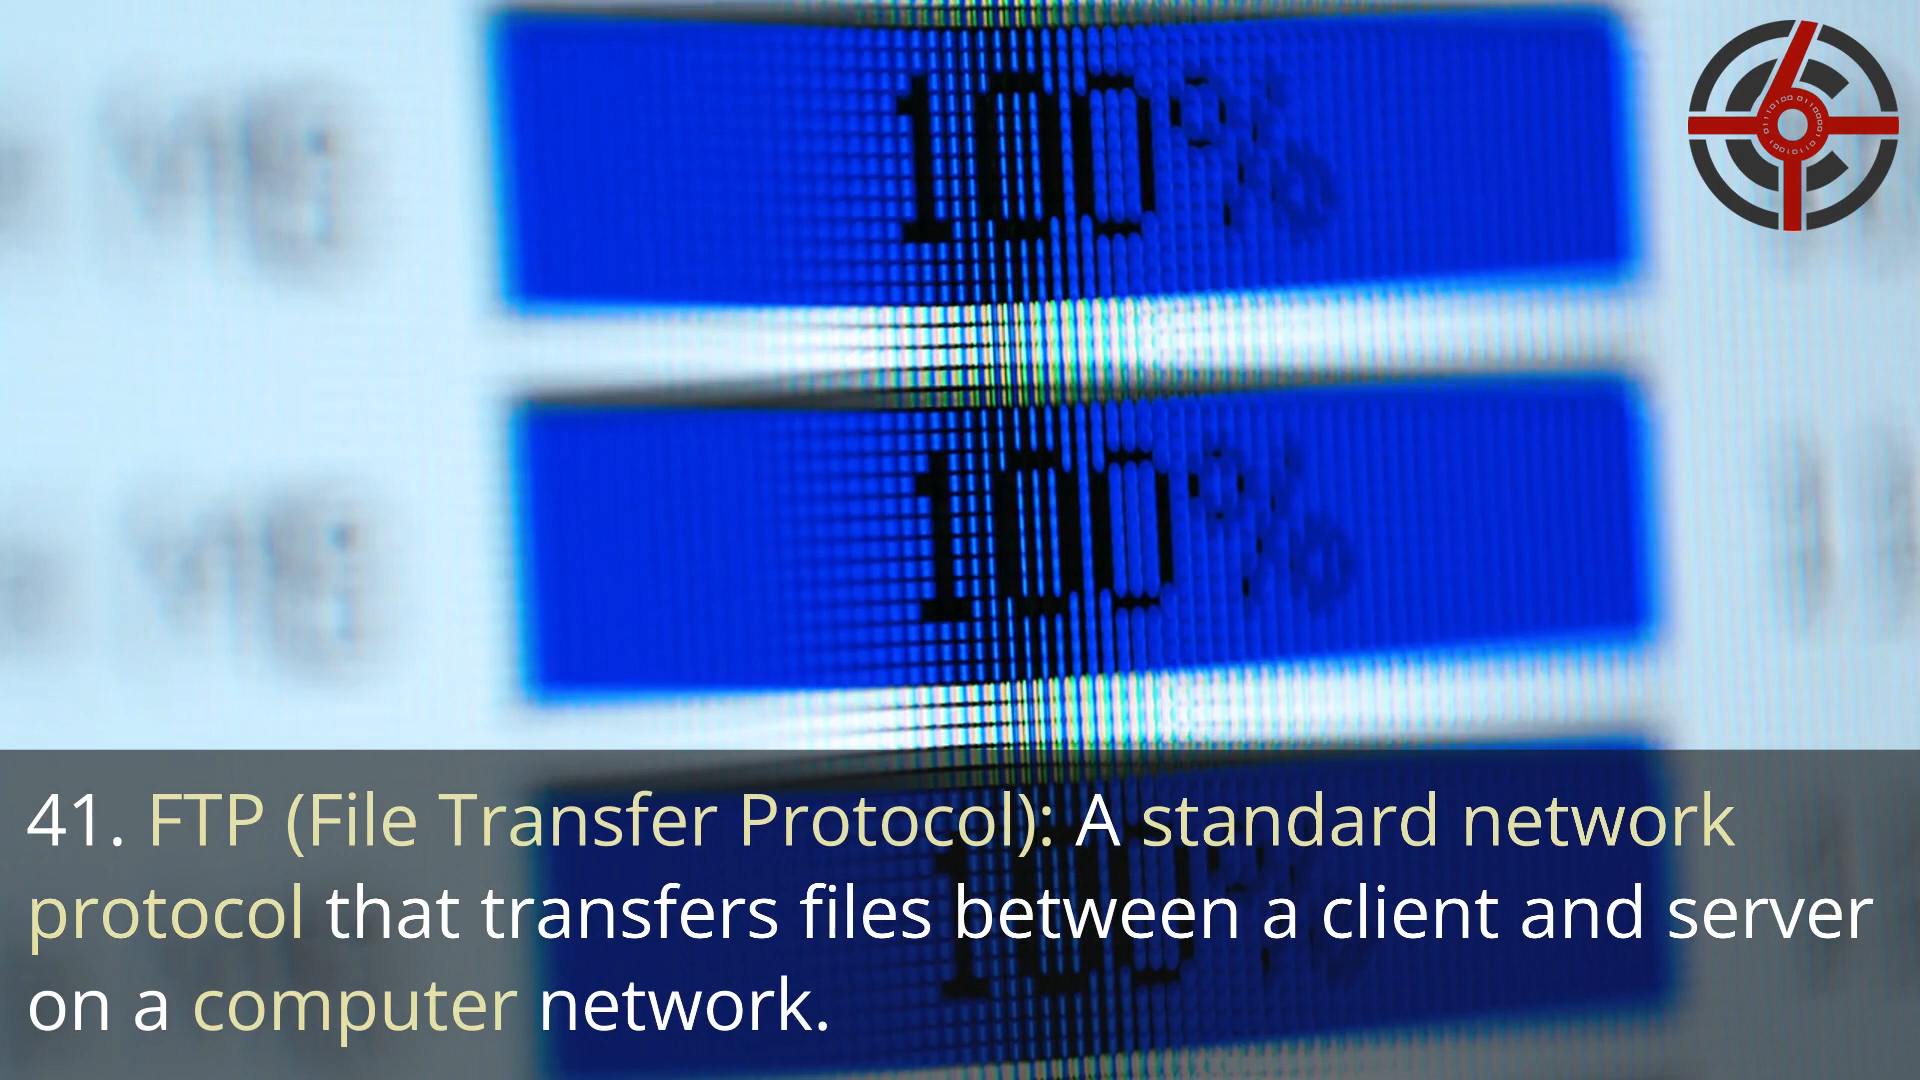 100%
100%
100%
41. FTP (File Transfer Protocol): A standard network
protocol that transfers files between a client and server
on a computer network.